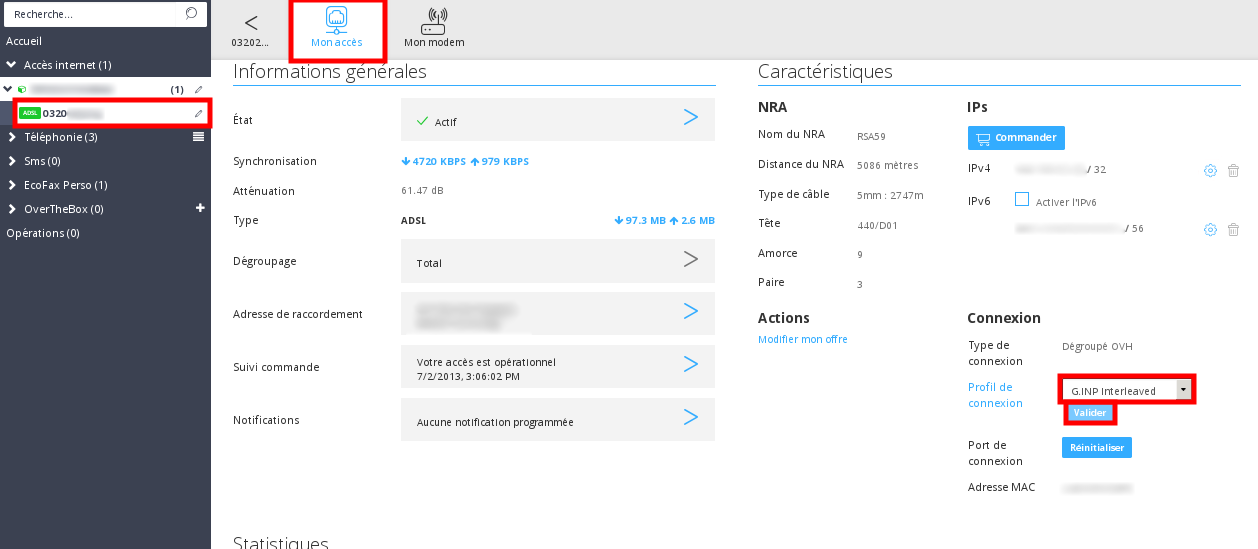 Recherche...
Accueil
Accès internet (1)
(1)
ADSL 0320
Téléphonie (3)
Sms (0)
EcoFax Perso (1)
OverTheBox (0)
Opérations (0)
03202...
Mon accès
Mon modem
Informations générales
État
Actif
Synchronisation
4720 KBPS 979 KBPS
Atténuation
61.47 dB
Type
ADSL
97.3 MB 2.6 MB
Dégroupage
Total
Adresse de raccordement
Suivi commande
Votre accès est opérationnel
7/2/2013, 3:06:02 PM
Notifications
Aucune notification programmée
Statistiques
Caractéristiques
NRA
Nom du NRA
RSA59
Distance du NRA
5086 mètres
Type de câble
5mm : 2747m
Tête
440/D01
Amorce
9
Paire
3
Actions
Modifier mon offre
IPs
Commander
IPv4
/ 32
IPv6
Activer l'IPv6
/ 56
Connexion
Type de
connexion
Dégroupé OVH
Profil de
connexion
G.INP Interleaved
Valider
Port de
connexion
Réinitialiser
Adresse MAC